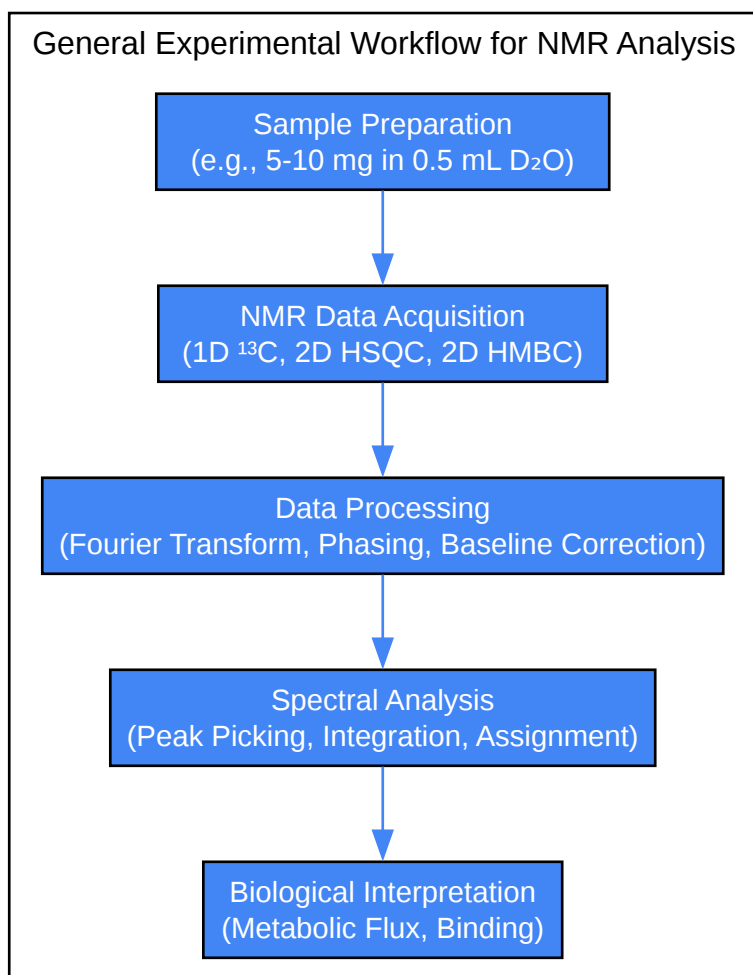 General Experimental Workflow for NMR Analysis
Sample Preparation
(e.g., 5-10 mg in 0.5 mL D₂O)
NMR Data Acquisition
(1D ¹³C, 2D HSQC, 2D HMBC)
Data Processing
(Fourier Transform, Phasing, Baseline Correction)
Spectral Analysis
(Peak Picking, Integration, Assignment)
Biological Interpretation
(Metabolic Flux, Binding)